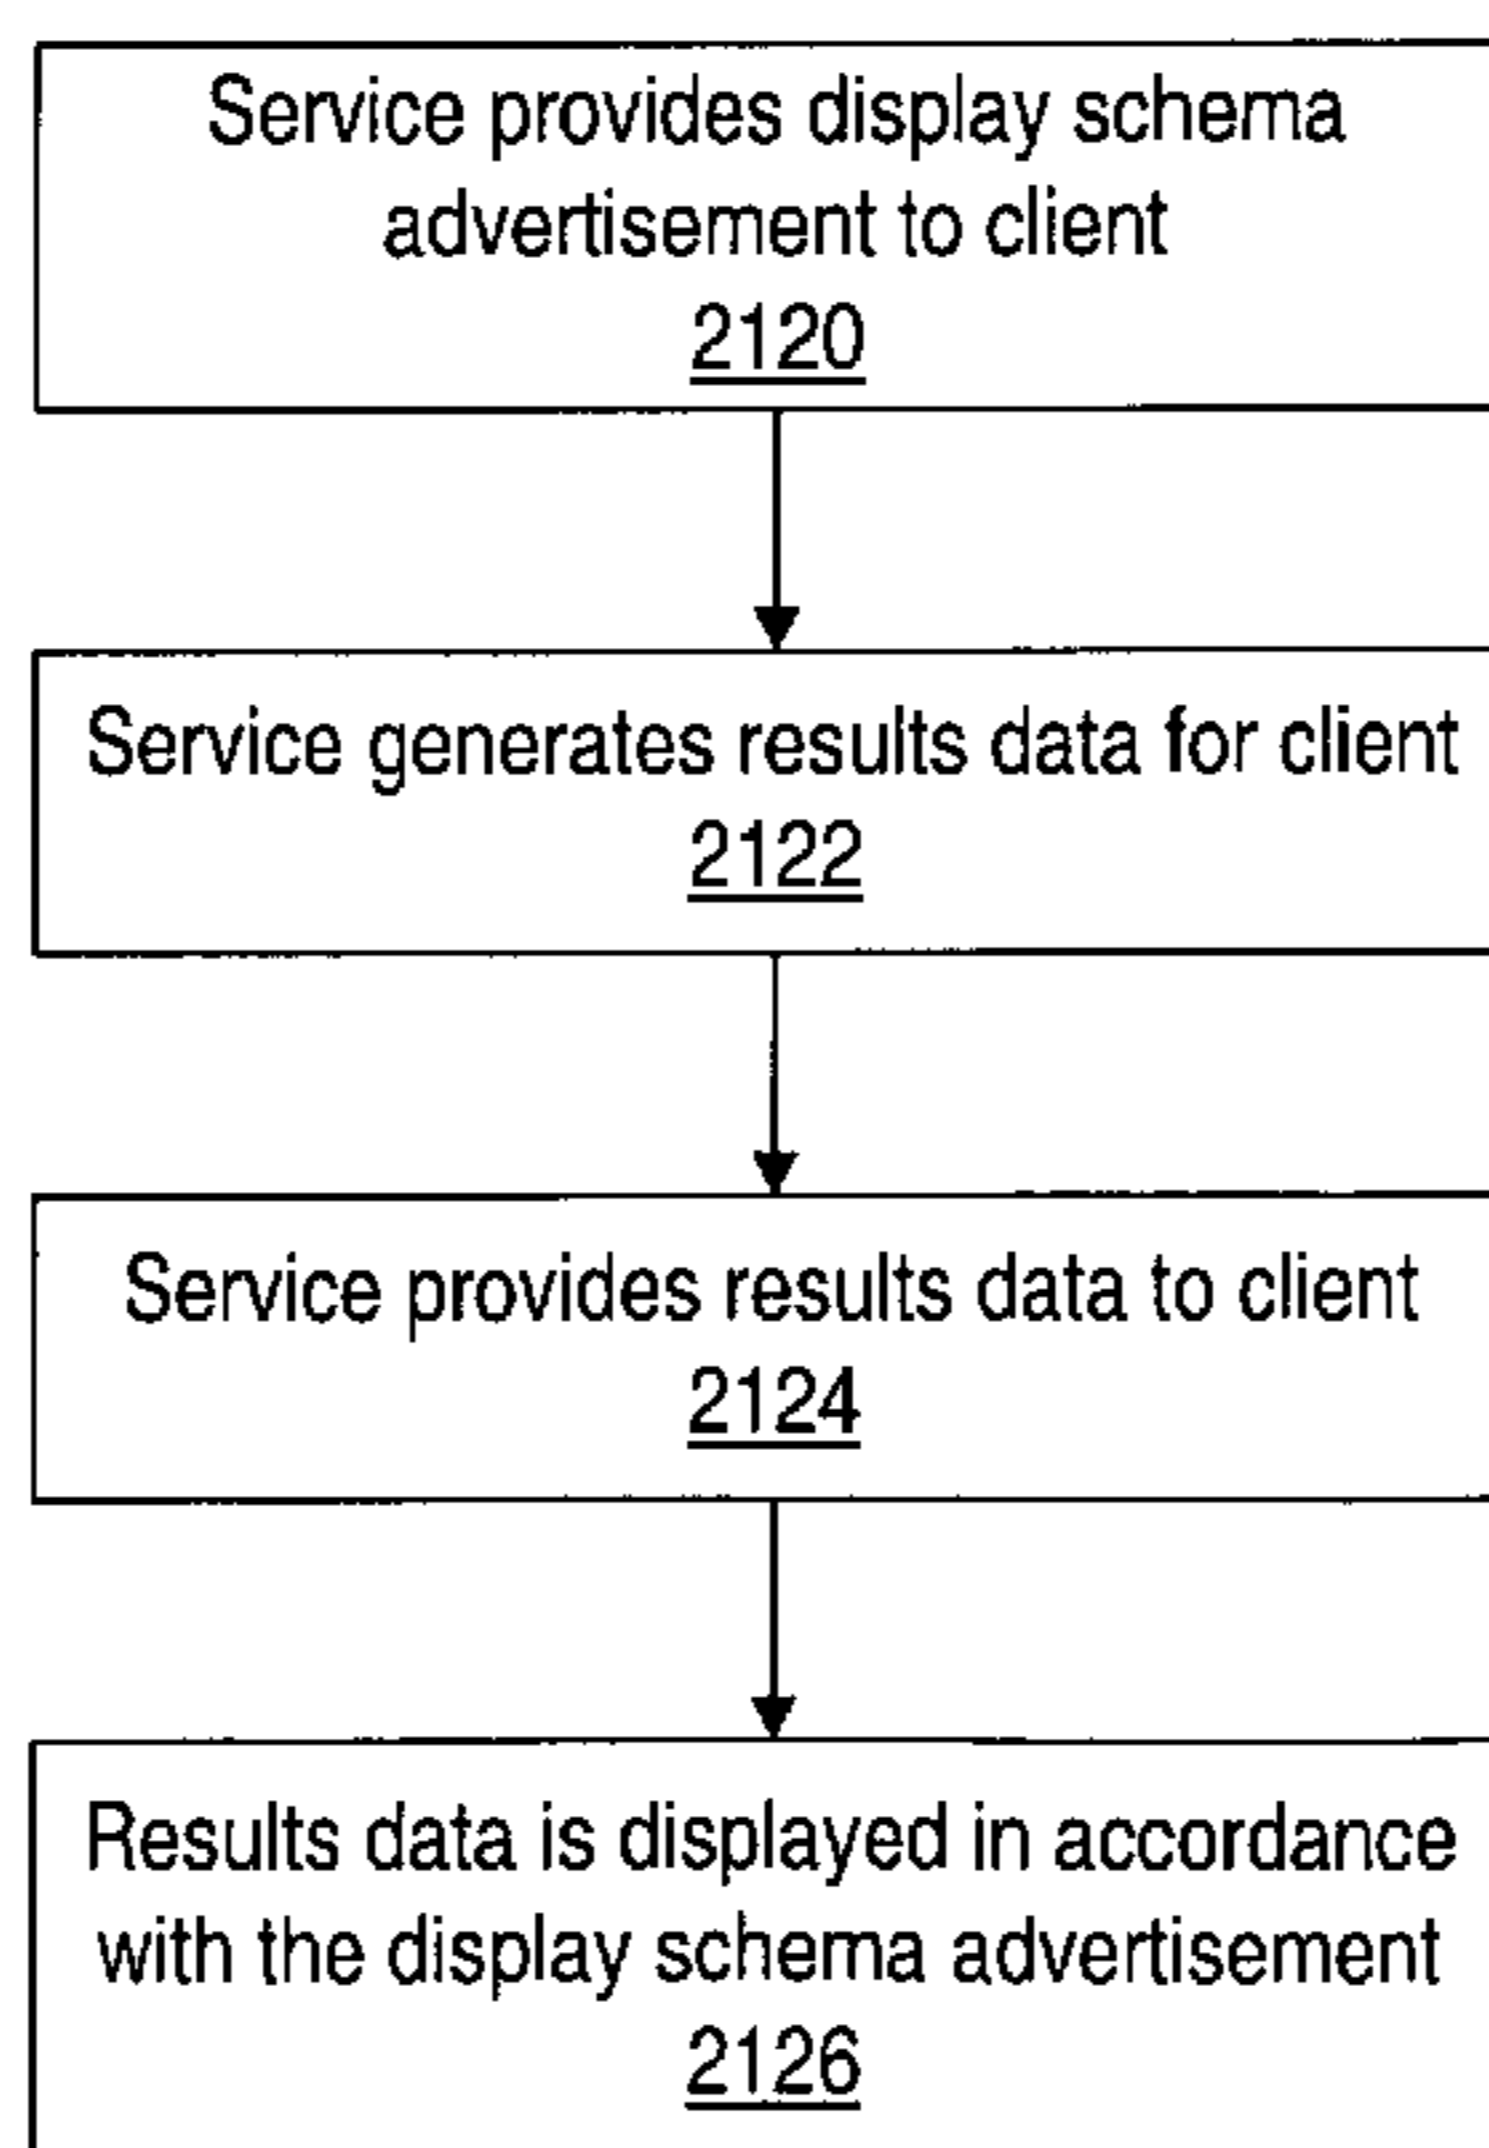 Service provides display schema
advertisement to client
2120
Service generates results data for client
2122
Service provides results data to client
2124
Results data is displayed in accordance
with the display schema advertisement
2126